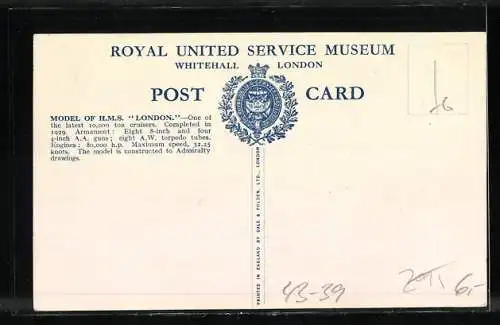 ROYAL UNITED SERVICE MUSEUM
WHITEHALL LONDON
POST CARD
MODEL OF H.M.S. "LONDON."—One of
the latest 10,000 ton cruisers. Completed in
1929. Armament: Eight 8-inch and four
4-inch A.A. guns; eight A.W. torpedo tubes.
Engines: 80,000 h.p. Maximum speed, 32.25
knots. The model is constructed to Admiralty
drawings.
PRINTED IN ENGLAND BY GALE & POLDEN, LTD., LONDON
43-39
6,-